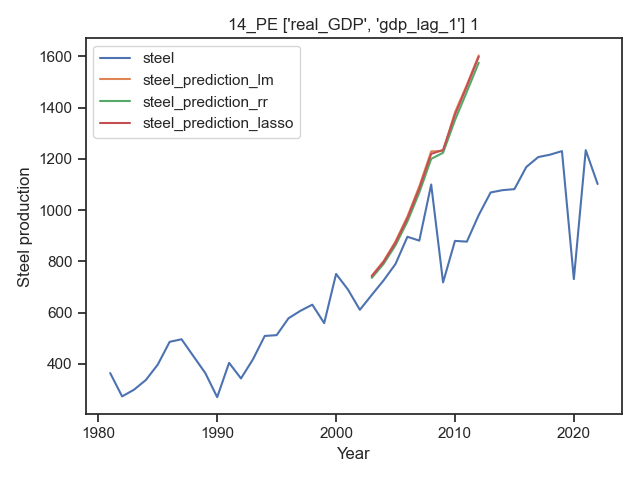 14_PE ['real_GDP', 'gdp_lag_1'] 1
steel
steel_prediction_lm
steel_prediction_rr
steel_prediction_lasso
1600
1400
1200
1000
800
600
400
Steel production
1980
1990
2000
2010
2020
Year